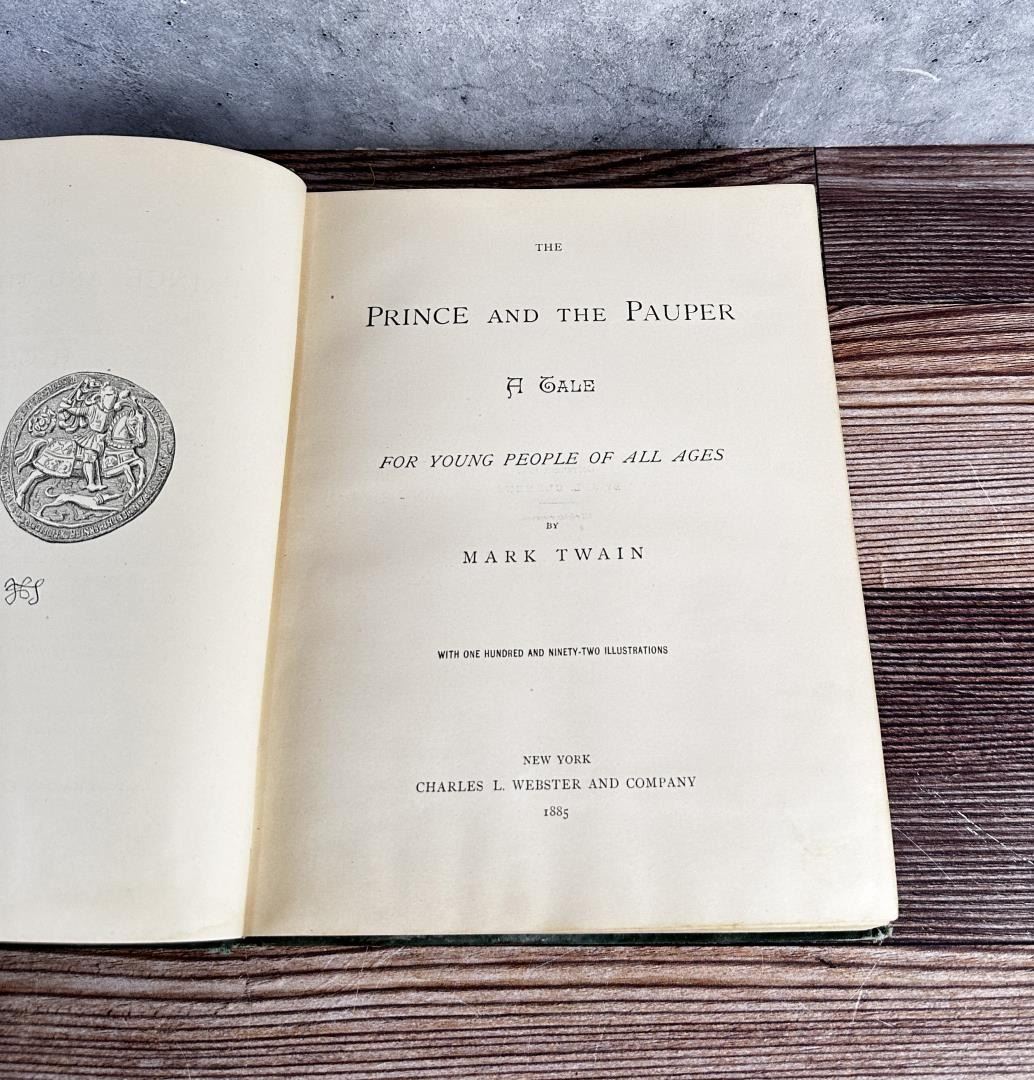 THE
PRINCE AND THE PAUPER
A TALE
FOR YOUNG PEOPLE OF ALL AGES
BY
MARK TWAIN
WITH ONE HUNDRED AND NINETY-TWO ILLUSTRATIONS
NEW YORK
CHARLES L. WEBSTER AND COMPANY
1885